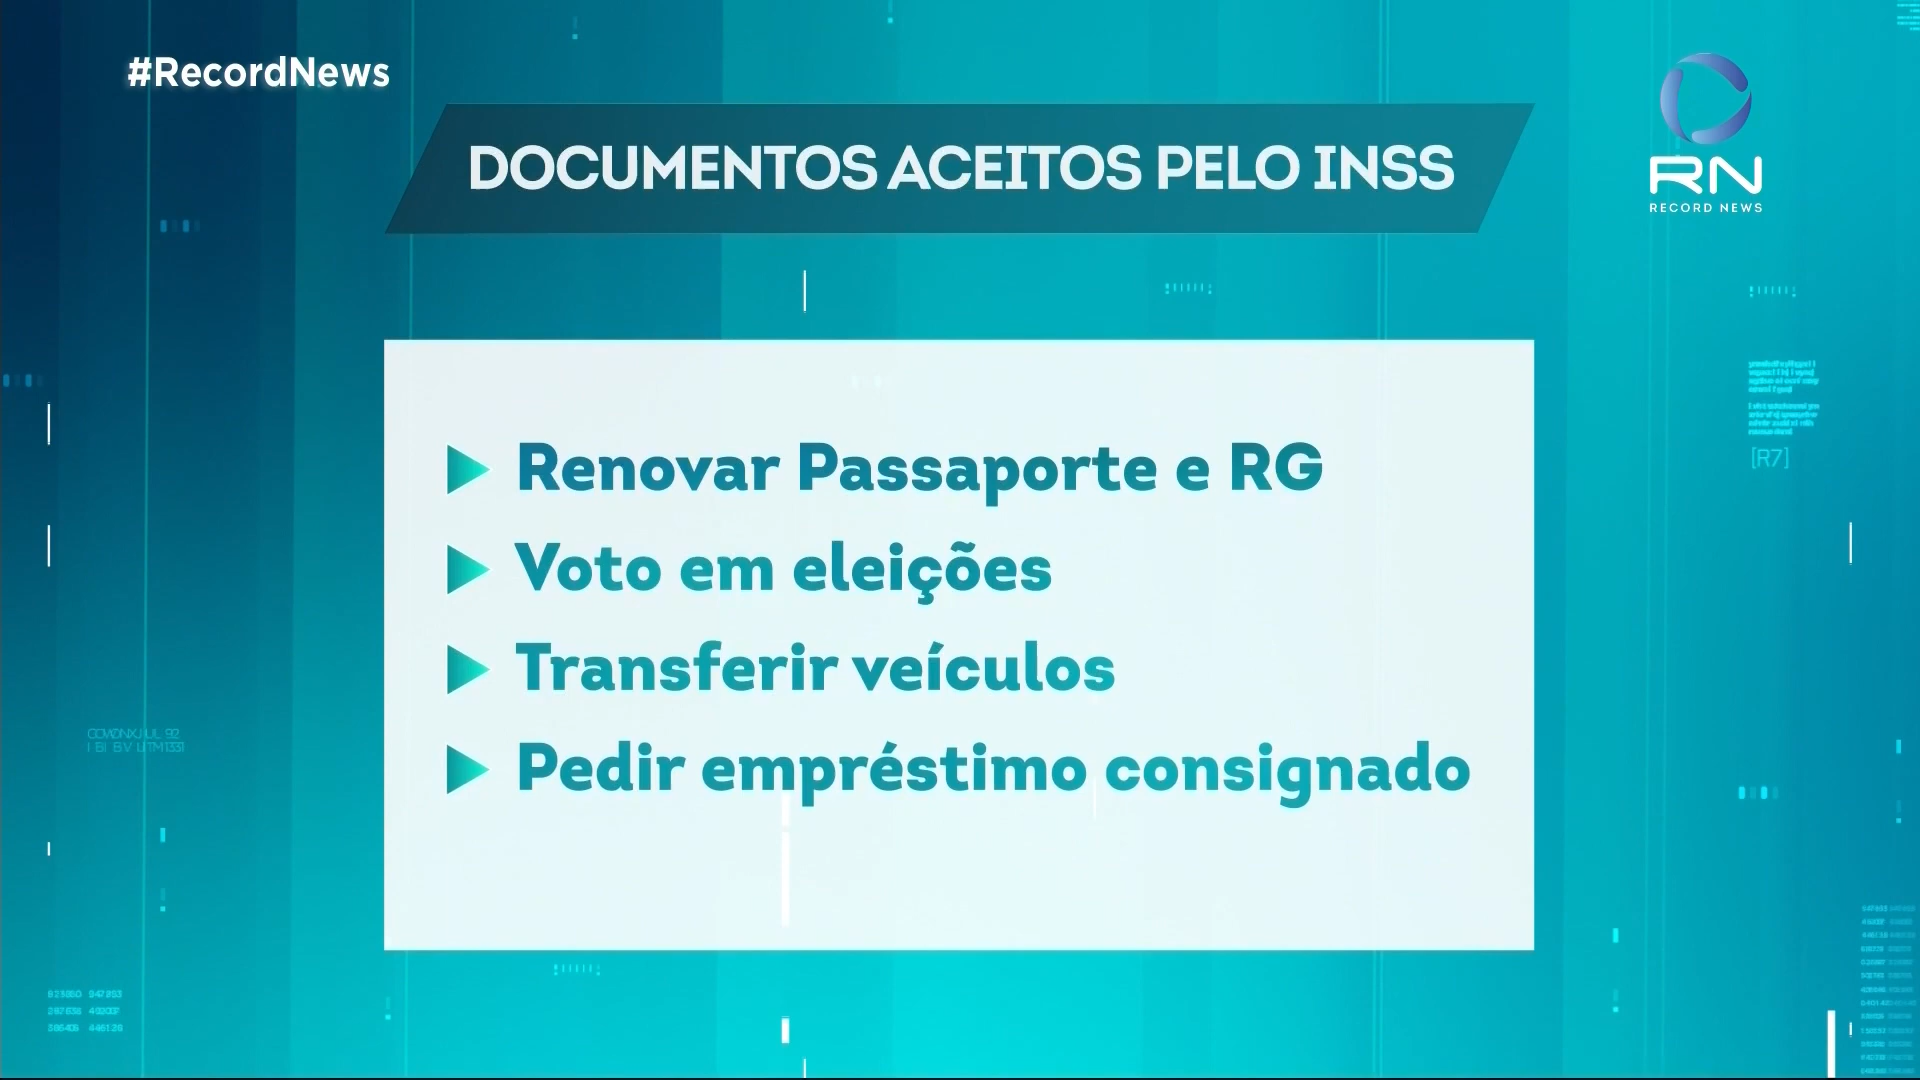 #RecordNews
DOCUMENTOS ACEITOS PELO INSS
RN
RECORD NEWS
Renovar Passaporte e RG
Voto em eleições
Transferir veículos
Pedir empréstimo consignado
[R7]